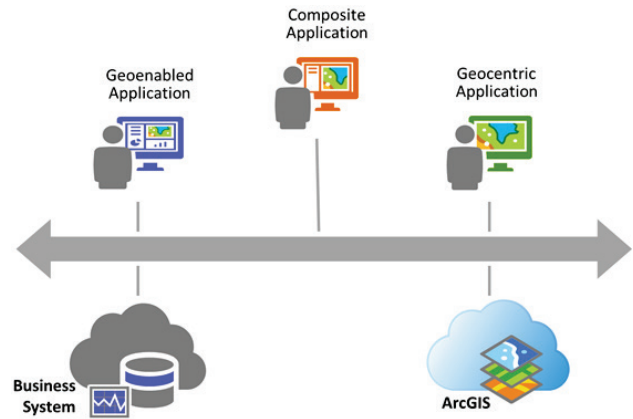 Composite
Application
Geoenabled
Application
Geocentric
Application
Business
System
ArcGIS